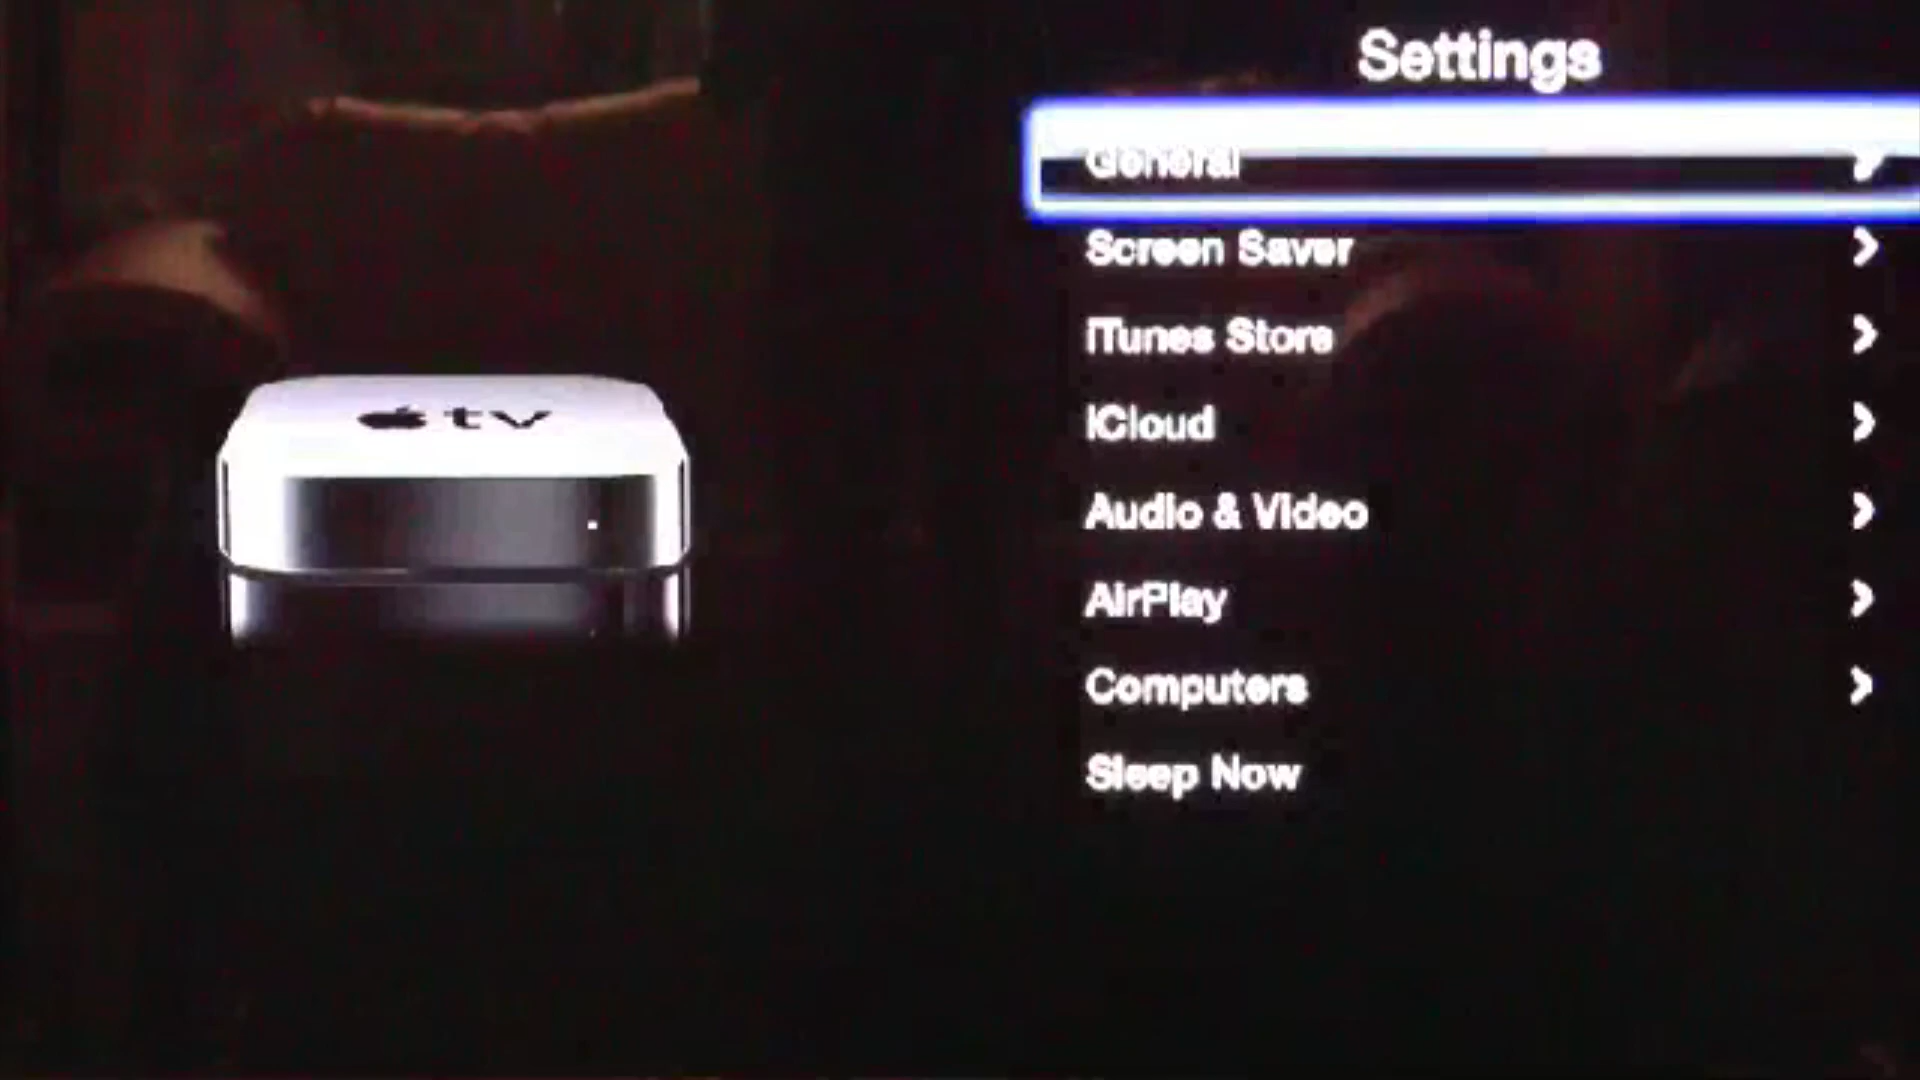 Settings
General
Screen Saver
iTunes Store
iCloud
Audio & Video
AirPlay
Computers
Sleep Now
tv